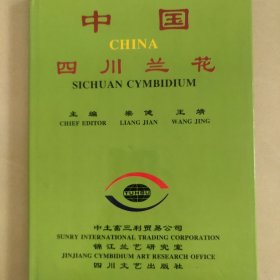 中国
CHINA
四川兰花
SICHUAN CYMBIDIUM
主编 梁健 王靖
CHIEF EDITOR LIANG JIAN WANG JING
中土富三利贸易公司
SUNRY INTERNATIONAL TRADING CORPORATION
锦江兰艺研究室
JINJIANG CYMBIDIUM ART RESEARCH OFFICE
四川文艺出版社